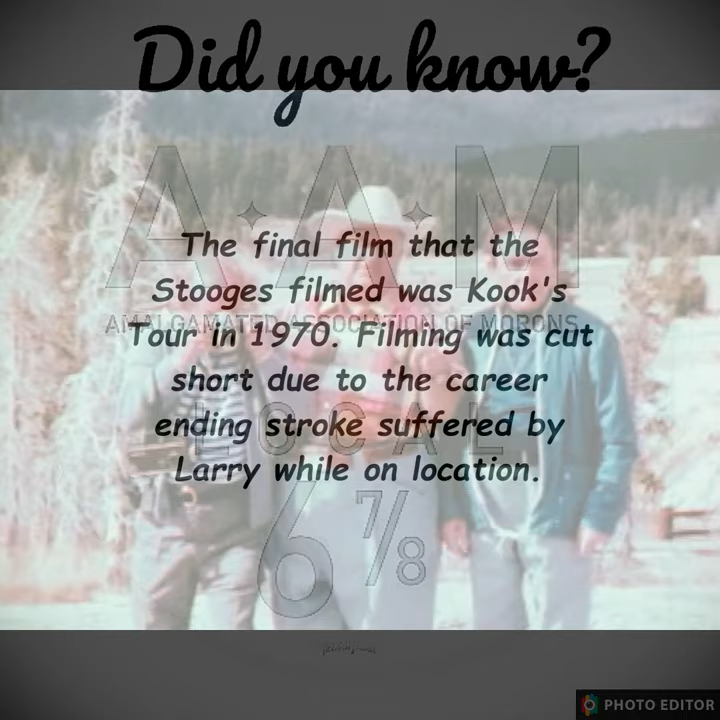 Did you know?
A·A·M
The final film that the
Stooges filmed was Kook's
AMALGAMATED ASSOCIATION OF MORONS
Tour in 1970. Filming was cut
short due to the career
LOCAL
ending stroke suffered by
Larry while on location.
6 7/8
PHOTO EDITOR